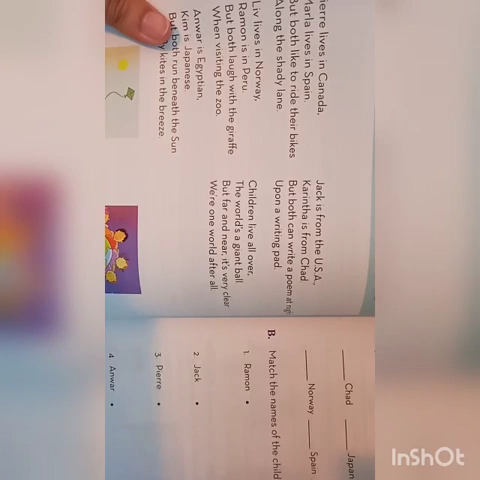 ierre lives in Canada,
Marla lives in Spain.
But both like to ride their bikes
Along the shady lane.
Liv lives in Norway,
Ramon is in Peru.
But both laugh with the giraffe
When visiting the zoo.
Anwar is Egyptian,
Kim is Japanese.
But both run beneath the Sun
y kites in the breeze.
Jack is from the U.S.A.,
Karintha is from Chad.
But both can write a poem at
Upon a writing pad.
Children live all over,
The world's a giant ball.
But far and near, it's very clear
We're one world after all.
Chad Japan
Norway Spain
B. Match the names of the child
1. Ramon •
2. Jack •
3. Pierre •
4. Anwar •
InShOt